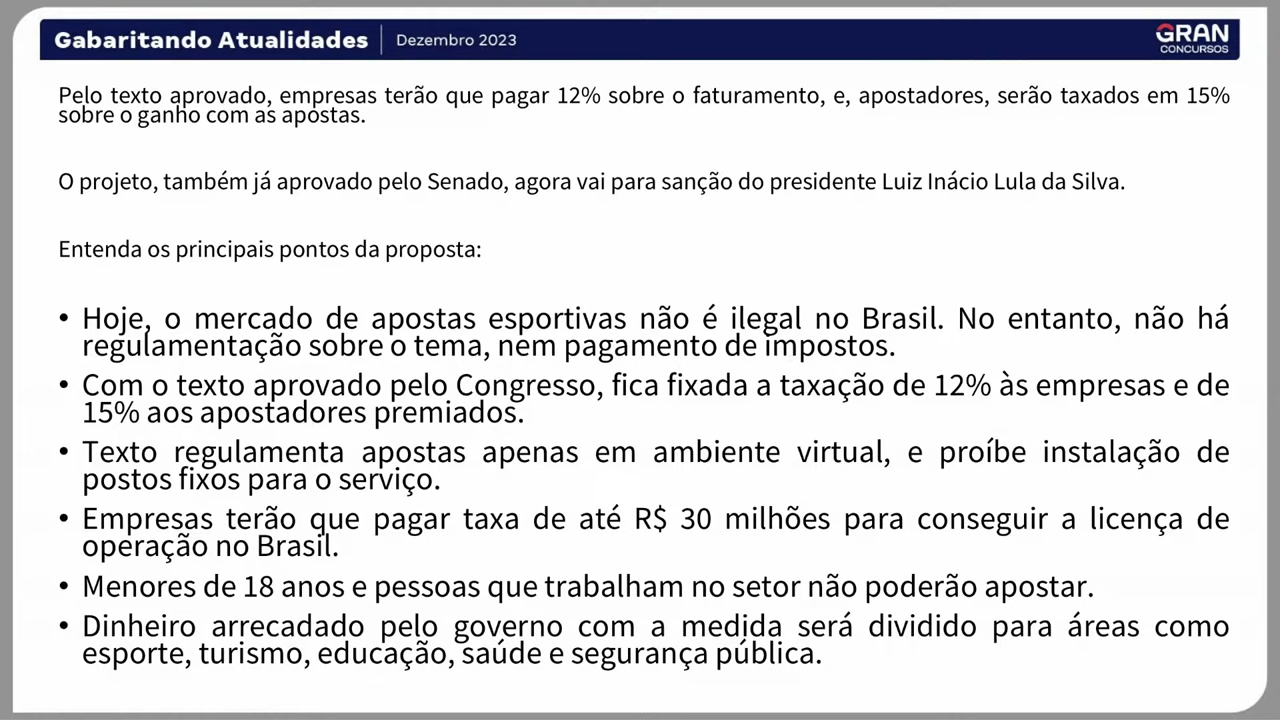 Gabaritando Atualidades | Dezembro 2023
GRAN
CONCURSOS
Pelo texto aprovado, empresas terão que pagar 12% sobre o faturamento, e, apostadores, serão taxados em 15%
sobre o ganho com as apostas.
O projeto, também já aprovado pelo Senado, agora vai para sanção do presidente Luiz Inácio Lula da Silva.
Entenda os principais pontos da proposta:
• Hoje, o mercado de apostas esportivas não é ilegal no Brasil. No entanto, não há
regulamentação sobre o tema, nem pagamento de impostos.
• Com o texto aprovado pelo Congresso, fica fixada a taxação de 12% às empresas e de
15% aos apostadores premiados.
• Texto regulamenta apostas apenas em ambiente virtual, e proíbe instalação de
postos fixos para o serviço.
• Empresas terão que pagar taxa de até R$ 30 milhões para conseguir a licença de
operação no Brasil.
• Menores de 18 anos e pessoas que trabalham no setor não poderão apostar.
• Dinheiro arrecadado pelo governo com a medida será dividido para áreas como
esporte, turismo, educação, saúde e segurança pública.